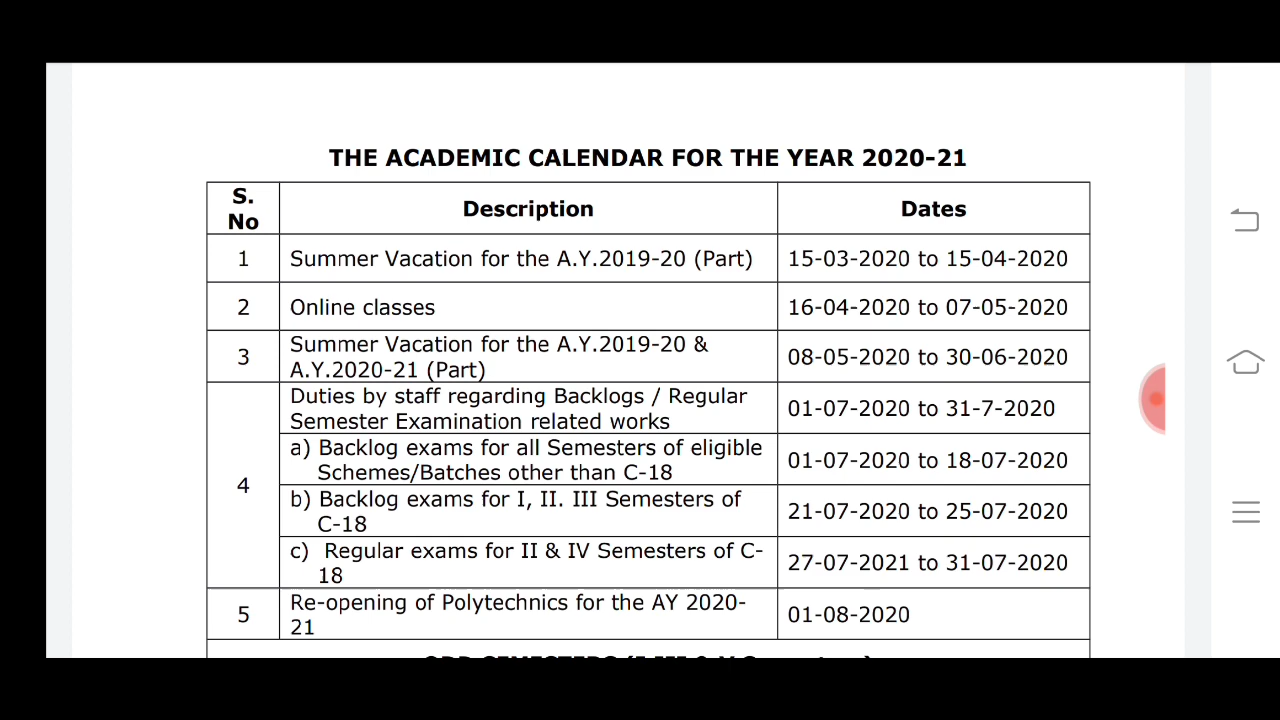 THE ACADEMIC CALENDAR FOR THE YEAR 2020-21
S. No Description Dates
1 Summer Vacation for the A.Y.2019-20 (Part) 15-03-2020 to 15-04-2020
2 Online classes 16-04-2020 to 07-05-2020
3 Summer Vacation for the A.Y.2019-20 &
A.Y.2020-21 (Part) 08-05-2020 to 30-06-2020
4 Duties by staff regarding Backlogs / Regular
Semester Examination related works 01-07-2020 to 31-7-2020
a) Backlog exams for all Semesters of eligible
Schemes/Batches other than C-18 01-07-2020 to 18-07-2020
b) Backlog exams for I, II. III Semesters of
C-18 21-07-2020 to 25-07-2020
c) Regular exams for II & IV Semesters of C-
18 27-07-2021 to 31-07-2020
5 Re-opening of Polytechnics for the AY 2020-
21 01-08-2020